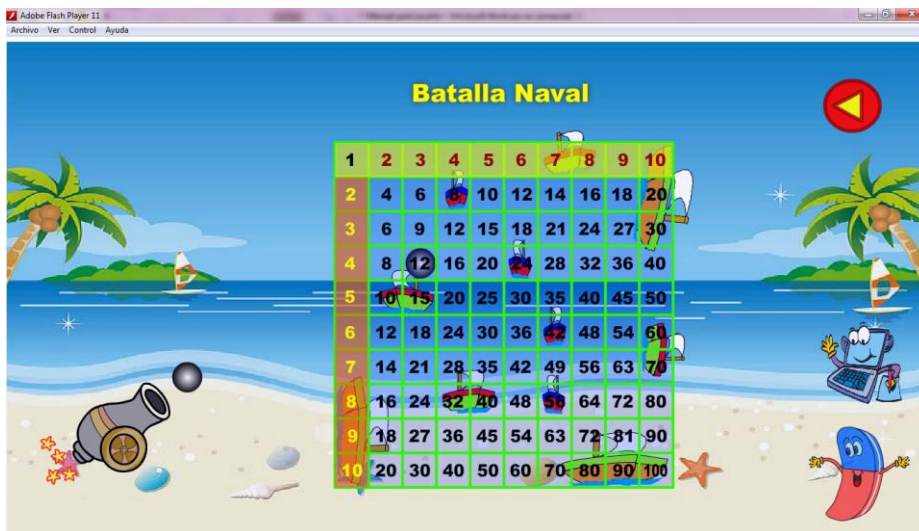 Adobe Flash Player 11
Archivo Ver Control Ayuda
Batalla Naval
1 2 3 4 5 6 7 8 9 10
2 4 6 8 10 12 14 16 18 20
3 6 9 12 15 18 21 24 27 30
4 8 12 16 20 24 28 32 36 40
5 10 15 20 25 30 35 40 45 50
6 12 18 24 30 36 42 48 54 60
7 14 21 28 35 42 49 56 63 70
8 16 24 32 40 48 56 64 72 80
9 18 27 36 45 54 63 72 81 90
10 20 30 40 50 60 70 80 90 100